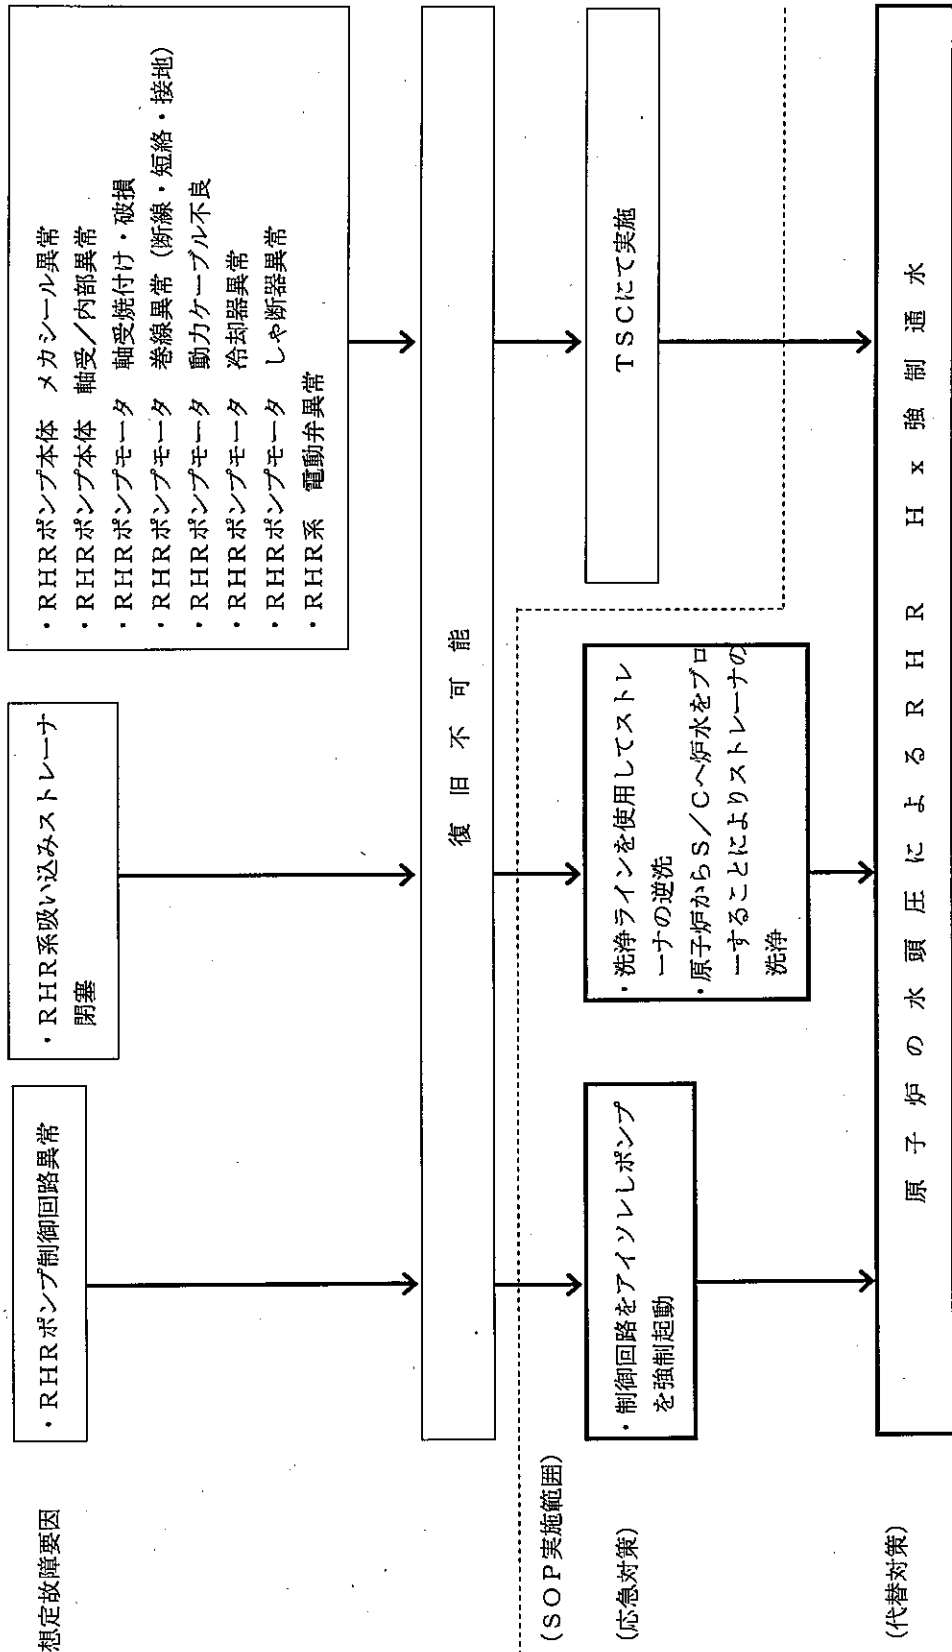 想定故障要因
・RHRポンプ制御回路異常
・RHR系吸い込みストレーナ
閉塞
・RHRポンプ本体 メカシール異常
・RHRポンプ本体 軸受／内部異常
・RHRポンプモータ 軸受焼付け・破損
・RHRポンプモータ 巻線異常（断線・短絡・接地）
・RHRポンプモータ 動力ケーブル不良
・RHRポンプモータ 冷却器異常
・RHRポンプモータ しゃ断器異常
・RHR系 電動弁異常
復旧不可能
（SOP実施範囲）
（応急対策）
・制御回路をアイソレしポンプ
を強制起動
・洗浄ラインを使用してストレ
ーナの逆洗
・原子炉からS／Cへ炉水をブロ
ーすることによりストレーナの
洗浄
TSCにて実施
（代替対策）
原子炉の水頭圧によるRHR Hx強制通水